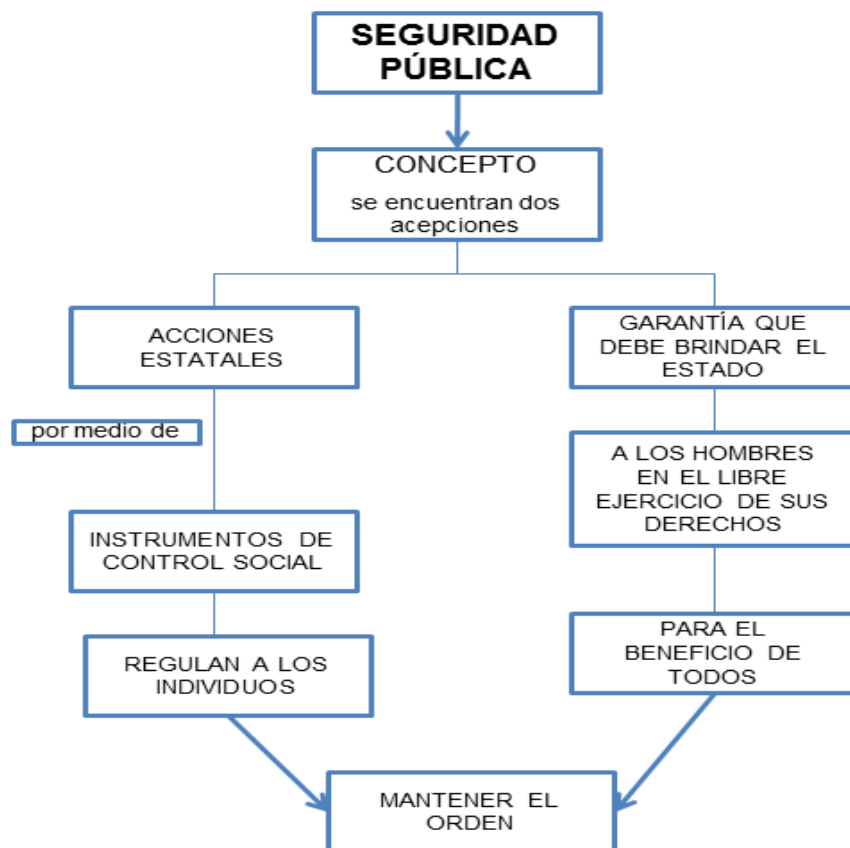 SEGURIDAD
PÚBLICA
CONCEPTO
se encuentran dos
acepciones
ACCIONES
ESTATALES
por medio de
INSTRUMENTOS DE
CONTROL SOCIAL
REGULAN A LOS
INDIVIDUOS
GARANTÍA QUE
DEBE BRINDAR EL
ESTADO
A LOS HOMBRES
EN EL LIBRE
EJERCICIO DE SUS
DERECHOS
PARA EL
BENEFICIO DE
TODOS
MANTENER EL
ORDEN